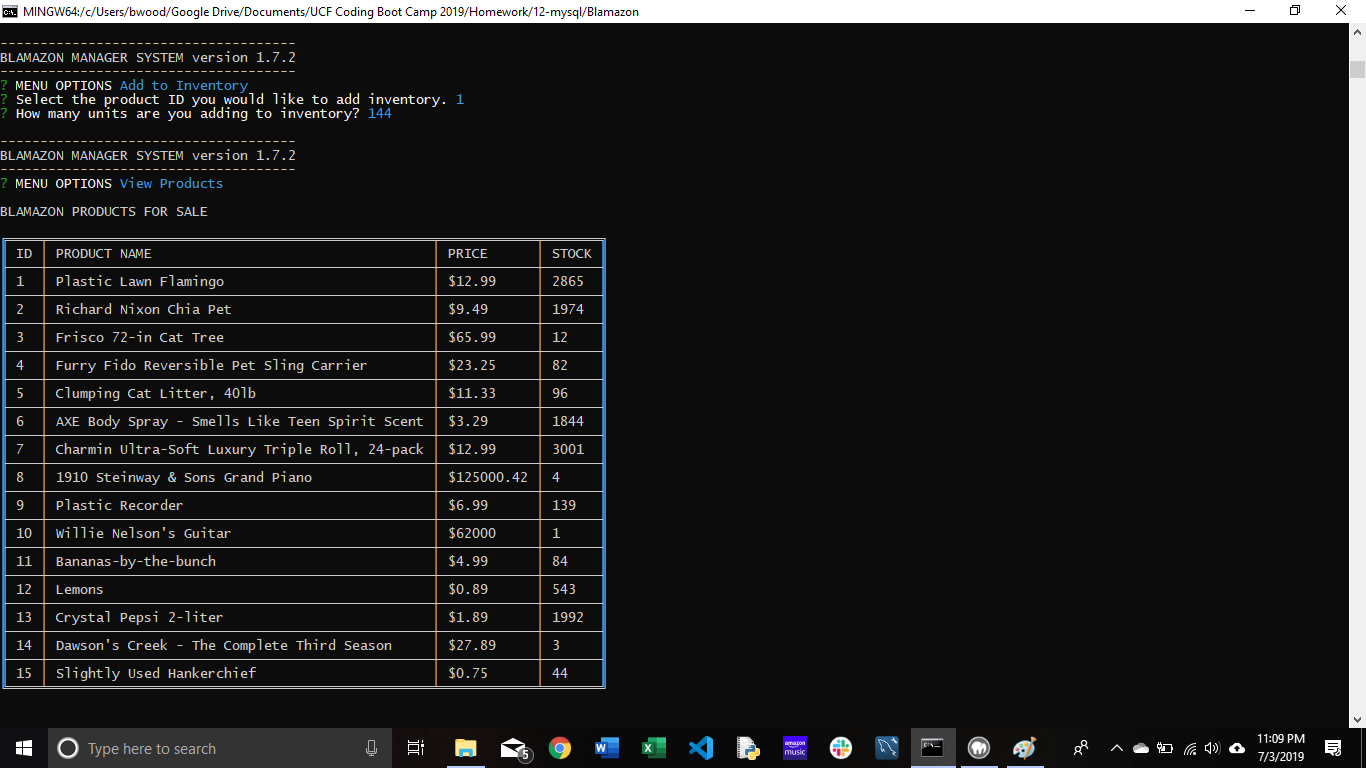 MINGW64:/c/Users/bwood/Google Drive/Documents/UCF Coding Boot Camp 2019/Homework/12-mysql/Blamazon
-------------------------------------
BLAMAZON MANAGER SYSTEM version 1.7.2
-------------------------------------
? MENU OPTIONS Add to Inventory
? Select the product ID you would like to add inventory. 1
? How many units are you adding to inventory? 144
-------------------------------------
BLAMAZON MANAGER SYSTEM version 1.7.2
-------------------------------------
? MENU OPTIONS View Products
BLAMAZON PRODUCTS FOR SALE
ID PRODUCT NAME PRICE STOCK
1 Plastic Lawn Flamingo $12.99 2865
2 Richard Nixon Chia Pet $9.49 1974
3 Frisco 72-in Cat Tree $65.99 12
4 Furry Fido Reversible Pet Sling Carrier $23.25 82
5 Clumping Cat Litter, 40lb $11.33 96
6 AXE Body Spray - Smells Like Teen Spirit Scent $3.29 1844
7 Charmin Ultra-Soft Luxury Triple Roll, 24-pack $12.99 3001
8 1910 Steinway & Sons Grand Piano $125000.42 4
9 Plastic Recorder $6.99 139
10 Willie Nelson's Guitar $62000 1
11 Bananas-by-the-bunch $4.99 84
12 Lemons $0.89 543
13 Crystal Pepsi 2-liter $1.89 1992
14 Dawson's Creek - The Complete Third Season $27.89 3
15 Slightly Used Hankerchief $0.75 44
Type here to search
5
amazon music
11:09 PM
7/3/2019